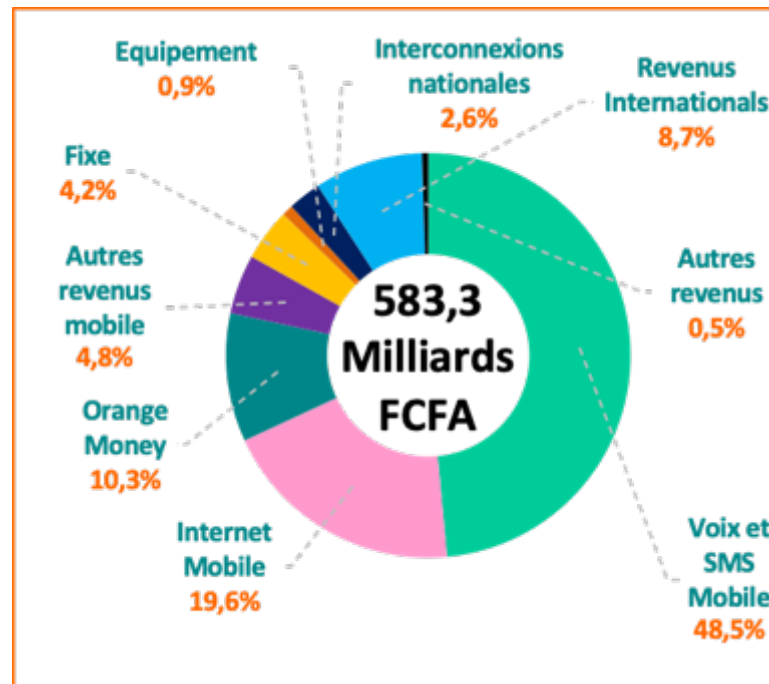 Equipement
0,9%
Interconnexions
nationales
2,6%
Revenus
Internationals
8,7%
Fixe
4,2%
Autres
revenus
mobile
4,8%
583,3
Milliards
FCFA
Autres
revenus
0,5%
Orange
Money
10,3%
Internet
Mobile
19,6%
Voix et
SMS
Mobile
48,5%